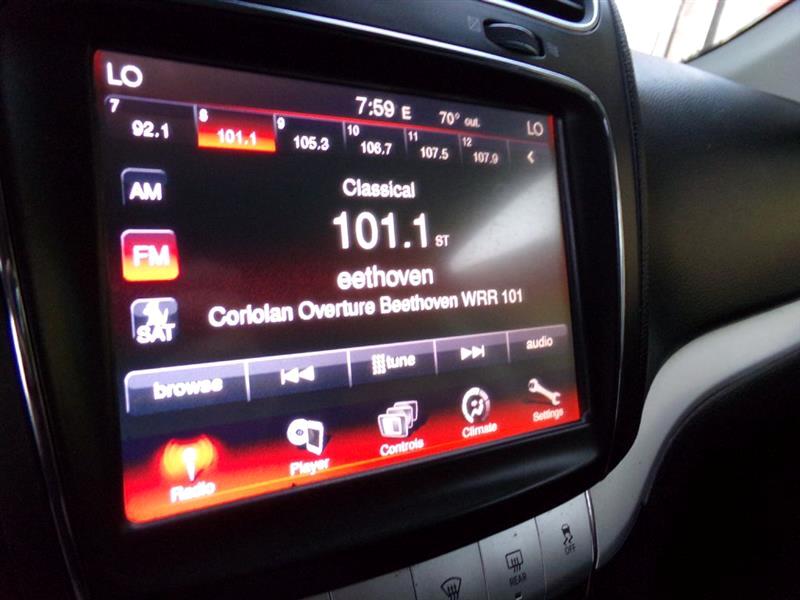 LO
7:59 E 70° out. LO
7 92.1 8 101.1 9 105.3 10 106.7 11 107.5 12 107.9
AM
Classical
101.1 ST
FM
eethoven
Coriolan Overture Beethoven WRR 101
SAT
browse tune audio
Radio Player Controls Climate Settings
REAR
OFF